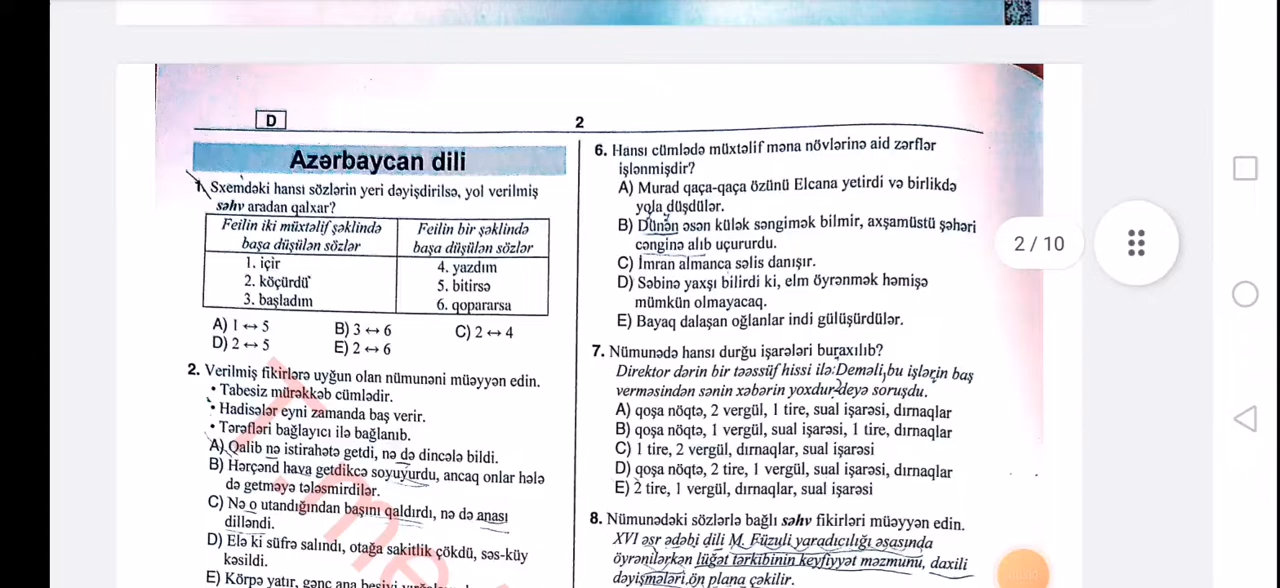 D
2
Azərbaycan dili
1. Sxemdəki hansı sözlərin yeri dəyişdirilsə, yol verilmiş
səhv aradan qalxar?
Feilin iki müxtəlif şəklində
başa düşülən sözlər
Feilin bir şəklində
başa düşülən sözlər
1. içir
2. köçürdü
3. başladım
4. yazdım
5. bitirsə
6. qopararsa
A) 1 ↔ 5
B) 3 ↔ 6
C) 2 ↔ 4
D) 2 ↔ 5
E) 2 ↔ 6
2. Verilmiş fikirlərə uyğun olan nümunəni müəyyən edin.
• Tabesiz mürəkkəb cümlədir.
• Hadisələr eyni zamanda baş verir.
• Tərəfləri bağlayıcı ilə bağlanıb.
A) Qalib nə istirahətə getdi, nə də dincələ bildi.
B) Hərçənd hava getdikcə soyuyurdu, ancaq onlar hələ
də getməyə tələsmirdilər.
C) Nə o utandığından başını qaldırdı, nə də anası
dilləndi.
D) Elə ki süfrə salındı, otağa sakitlik çökdü, səs-küy
kəsildi.
E) Körpə yatır, gənc ana beşiyi
6. Hansı cümlədə müxtəlif məna növlərinə aid zərflər
işlənmişdir?
A) Murad qaça-qaça özünü Elcana yetirdi və birlikdə
yola düşdülər.
B) Dünən əsən külək səngimək bilmir, axşamüstü şəhəri
cənginə alıb uçururdu.
C) İmran almanca səlis danışır.
D) Səbinə yaxşı bilirdi ki, elm öyrənmək həmişə
mümkün olmayacaq.
E) Bayaq dalaşan oğlanlar indi gülüşürdülər.
7. Nümunədə hansı durğu işarələri buraxılıb?
Direktor dərin bir təəssüf hissi ilə:Deməli,bu işlərin baş
verməsindən sənin xəbərin yoxdur?deyə soruşdu.
A) qoşa nöqtə, 2 vergül, 1 tire, sual işarəsi, dırnaqlar
B) qoşa nöqtə, 1 vergül, sual işarəsi, 1 tire, dırnaqlar
C) 1 tire, 2 vergül, dırnaqlar, sual işarəsi
D) qoşa nöqtə, 2 tire, 1 vergül, sual işarəsi, dırnaqlar
E) 2 tire, 1 vergül, dırnaqlar, sual işarəsi
8. Nümunədəki sözlərlə bağlı səhv fikirləri müəyyən edin.
XVI əsr ədəbi dili M. Füzuli yaradıcılığı əsasında
öyrənilərkən lüğət tərkibinin keyfiyyət məzmunu, daxili
dəyişmələri ön plana çəkilir.
2 / 10